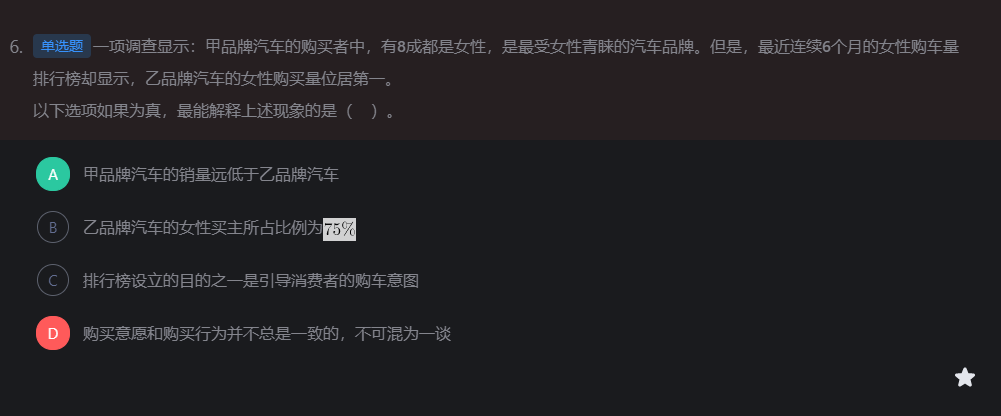 6. 单选题 一项调查显示：甲品牌汽车的购买者中，有8成都是女性，是最受女性青睐的汽车品牌。但是，最近连续6个月的女性购车量
排行榜却显示，乙品牌汽车的女性购买量位居第一。
以下选项如果为真，最能解释上述现象的是（　）。
A 甲品牌汽车的销量远低于乙品牌汽车
B 乙品牌汽车的女性买主所占比例为75%
C 排行榜设立的目的之一是引导消费者的购车意图
D 购买意愿和购买行为并不总是一致的，不可混为一谈